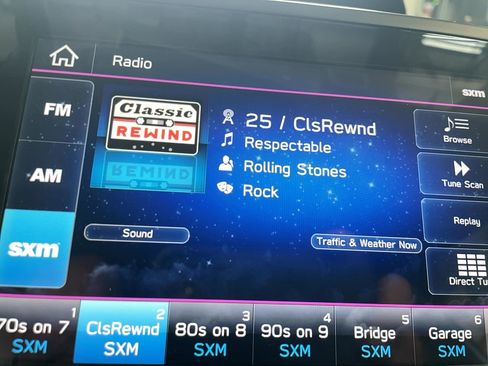 Radio
sxm
FM
AM
sxm
Classic
REWIND
25 / ClsRewnd
Respectable
Rolling Stones
Rock
Sound
Traffic & Weather Now
Browse
Tune Scan
Replay
Direct Tu
1
70s on 7
SXM
2
ClsRewnd
SXM
3
80s on 8
SXM
4
90s on 9
SXM
5
Bridge
SXM
6
Garage
SXM